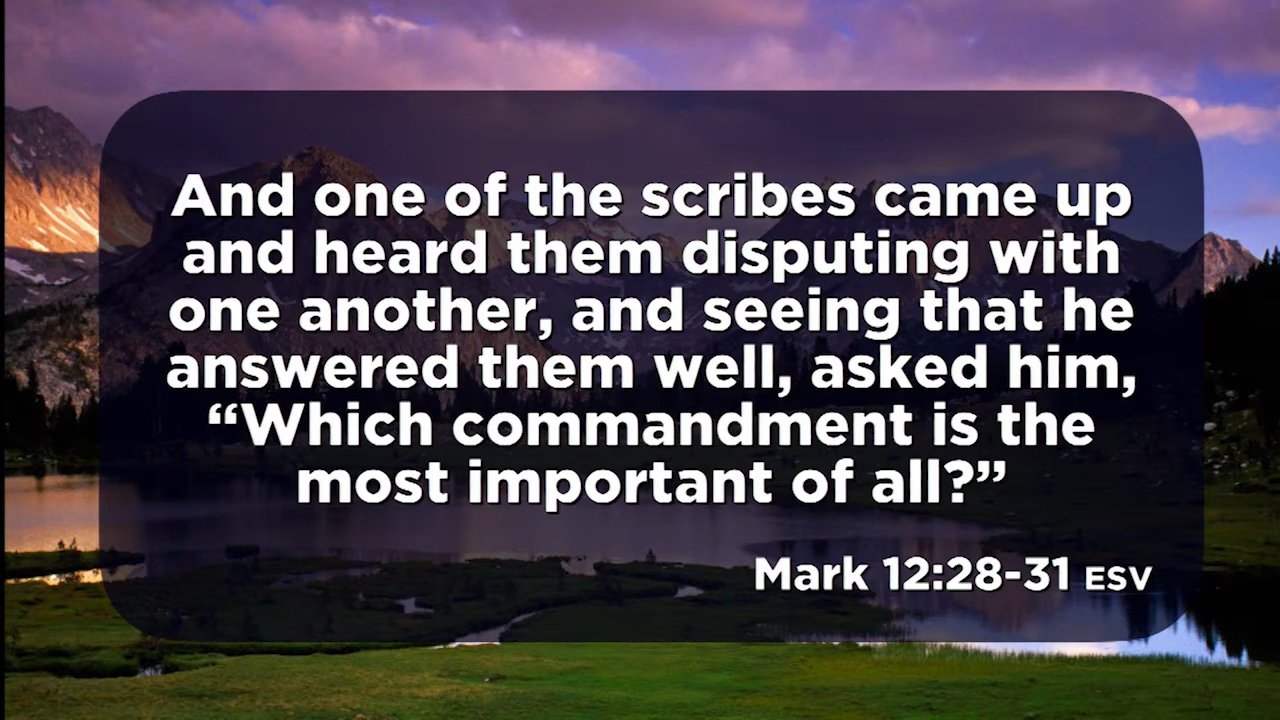 And one of the scribes came up
and heard them disputing with
one another, and seeing that he
answered them well, asked him,
“Which commandment is the
most important of all?”
Mark 12:28-31 ESV